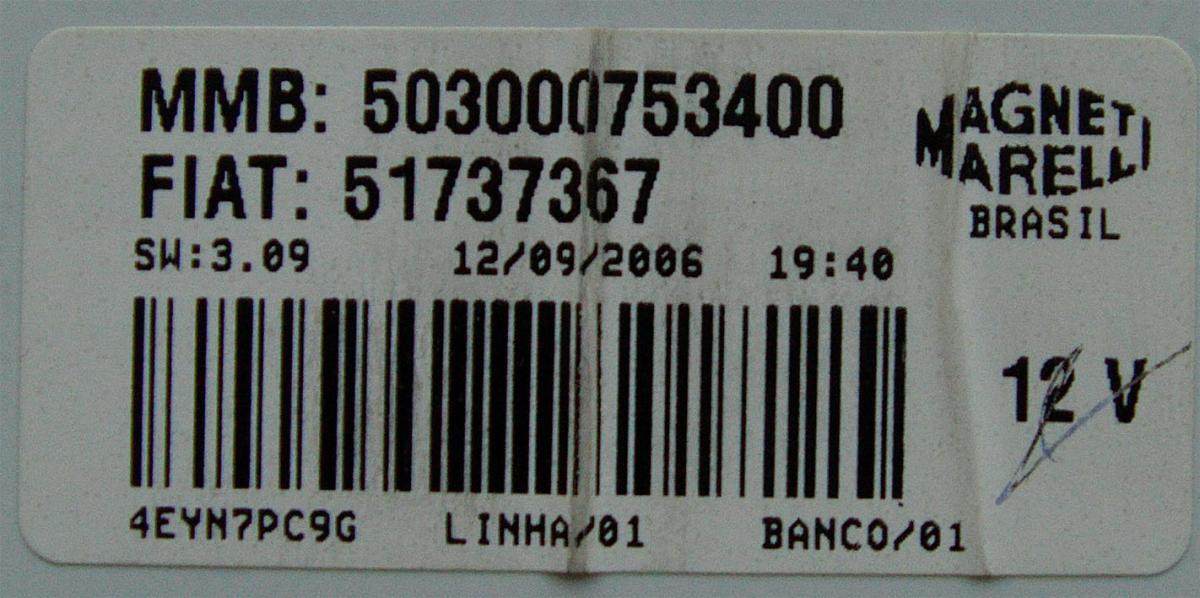 MMB: 503000753400
FIAT: 51737367
MAGNETI
MARELLI
BRASIL
SW:3.09 12/09/2006 19:40
12 V
4EYN7PC9G LINHA/01 BANCO/01